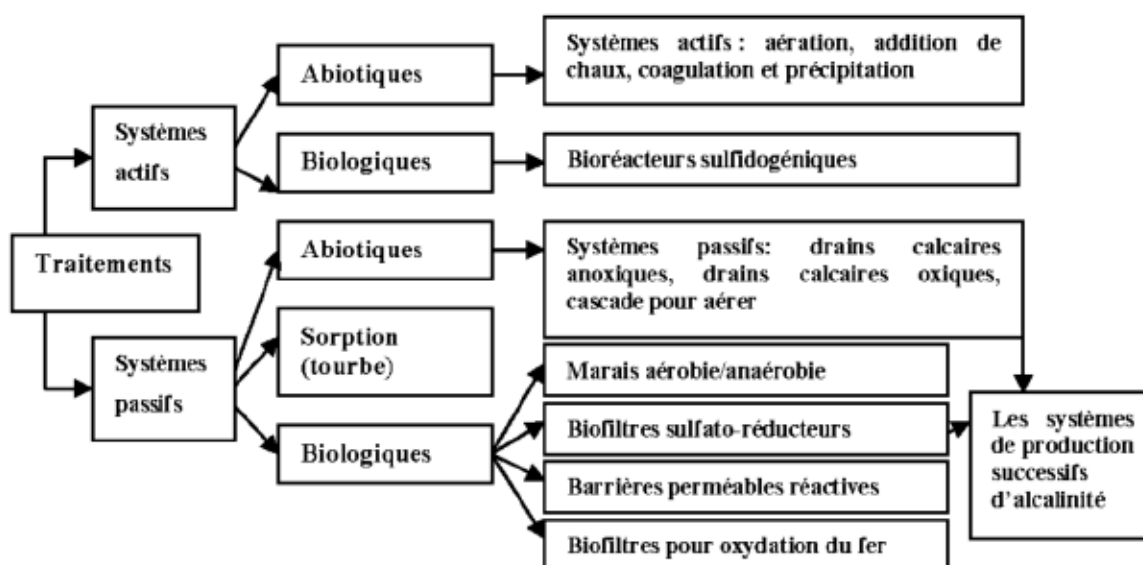 Traitements
Systèmes
actifs
Abiotiques
Systèmes actifs : aération, addition de
chaux, coagulation et précipitation
Biologiques
Bioréacteurs sulfidogéniques
Systèmes
passifs
Abiotiques
Systèmes passifs: drains calcaires
anoxiques, drains calcaires oxiques,
cascade pour aérer
Sorption
(tourbe)
Biologiques
Marais aérobie/anaérobie
Biofiltres sulfato-réducteurs
Barrières perméables réactives
Biofiltres pour oxydation du fer
Les systèmes
de production
successifs
d'alcalinité